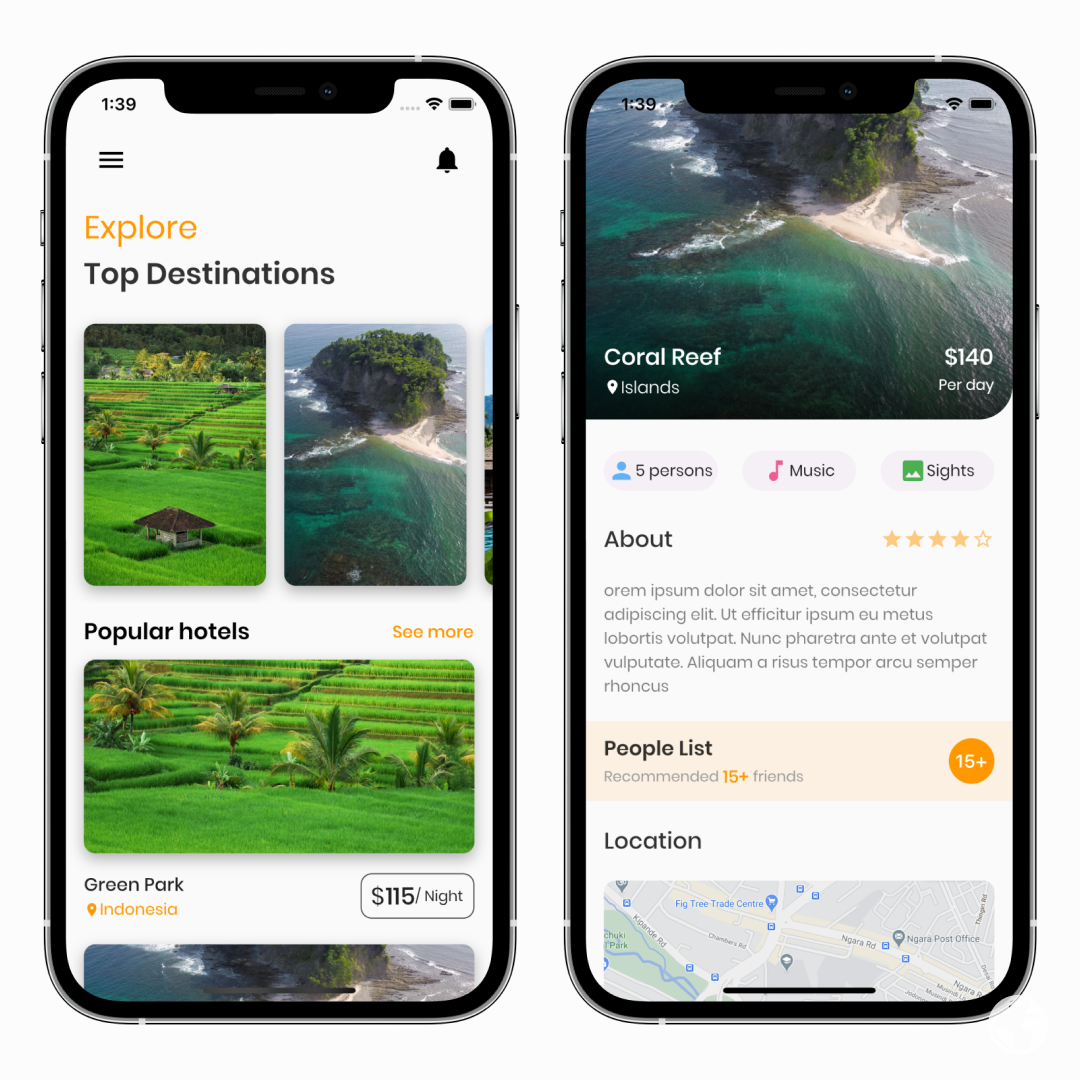 1:39
Explore
Top Destinations
Popular hotels
See more
Green Park
Indonesia
$115/ Night
1:39
Coral Reef
$140
Islands
Per day
5 persons
Music
Sights
About
orem ipsum dolor sit amet, consectetur
adipiscing elit. Ut efficitur ipsum eu metus
lobortis volutpat. Nunc pharetra ante et volutpat
vulputate. Aliquam a risus tempor arcu semper
rhoncus
People List
Recommended 15+ friends
15+
Location
Fig Tree Trade Centre
Thangiri Rd
Kipande Rd
chuki
l Park
Chambers Rd
Ngara Rd
Ngara Post Office
Desai Rd
Ngara R